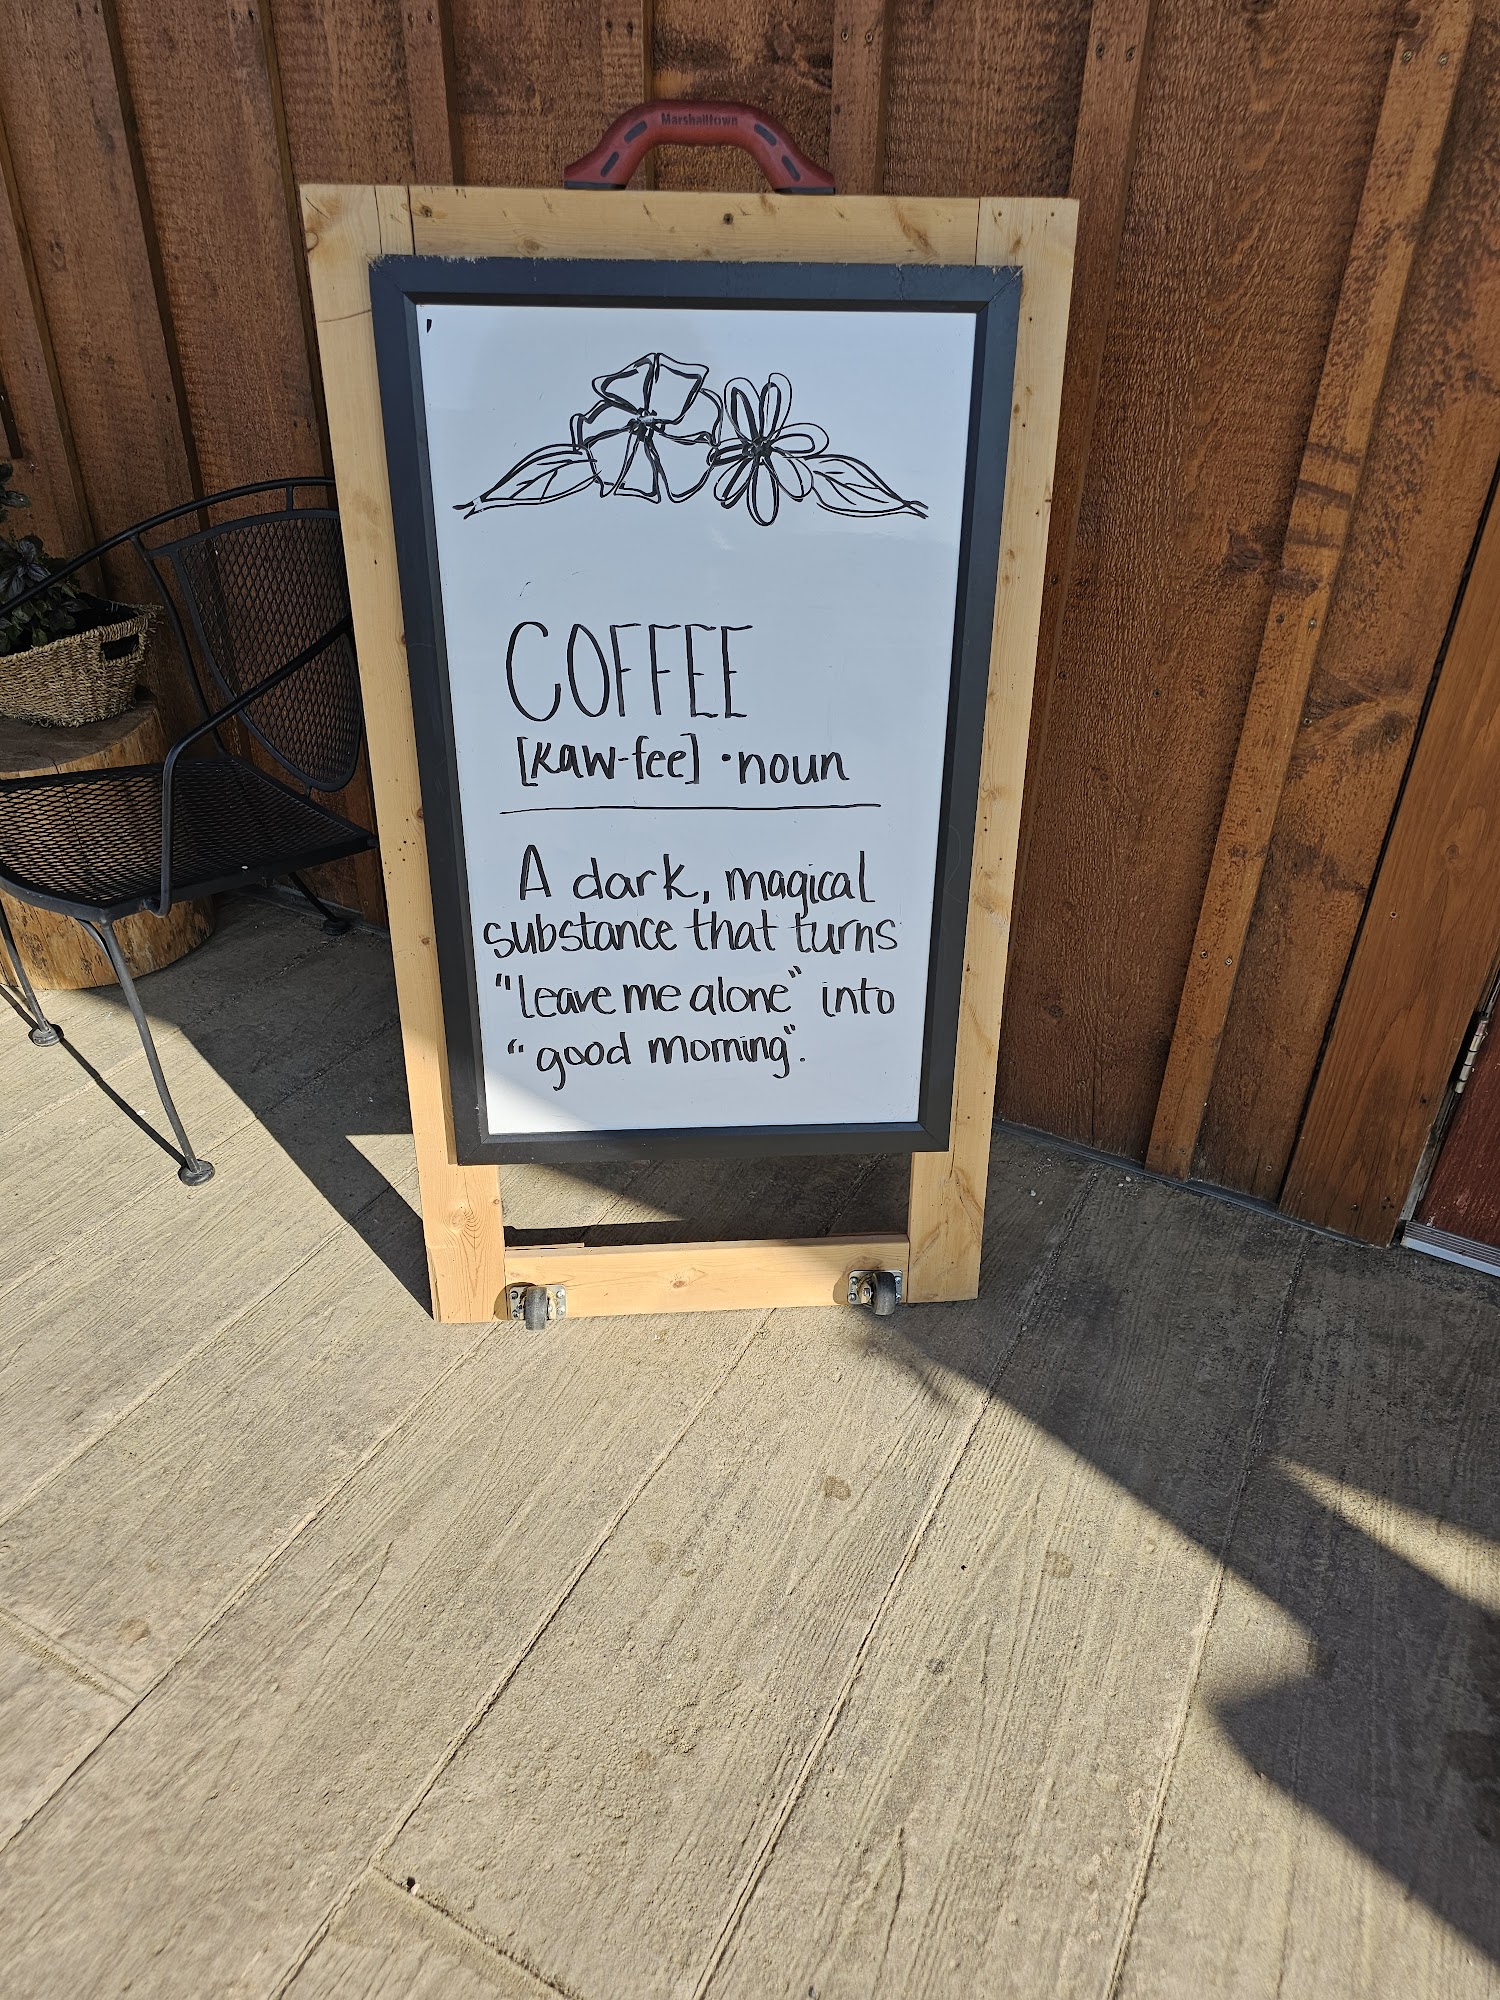 Marshalltown
COFFEE
[kaw-fee] •noun
A dark, magical
substance that turns
"leave me alone" into
"good morning".